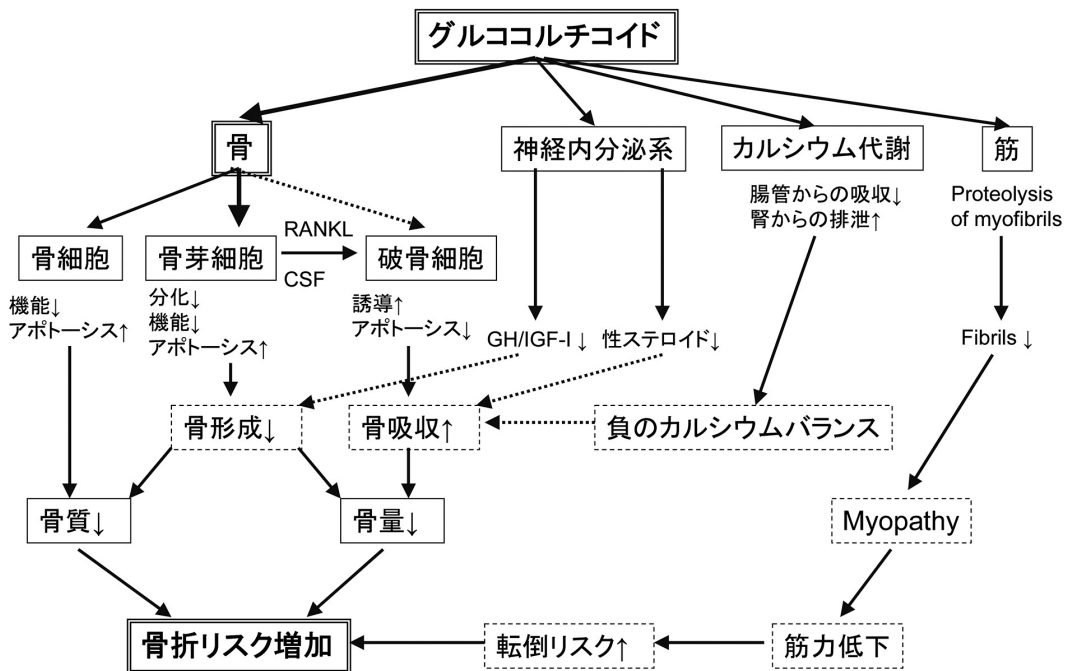 グルココルチコイド
骨
神経内分泌系
カルシウム代謝
筋
腸管からの吸収↓
腎からの排泄↑
Proteolysis
of myofibrils
骨細胞
骨芽細胞
RANKL
CSF
破骨細胞
機能↓
アポトーシス↑
分化↓
機能↓
アポトーシス↑
誘導↑
アポトーシス↓
GH/IGF-I ↓
性ステロイド↓
Fibrils ↓
骨形成↓
骨吸収↑
負のカルシウムバランス
骨質↓
骨量↓
Myopathy
骨折リスク増加
転倒リスク↑
筋力低下